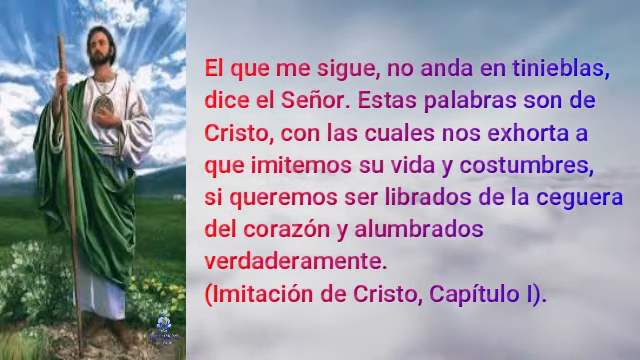 El que me sigue, no anda en tinieblas,
dice el Señor. Estas palabras son de
Cristo, con las cuales nos exhorta a
que imitemos su vida y costumbres,
si queremos ser librados de la ceguera
del corazón y alumbrados
verdaderamente.
(Imitación de Cristo, Capítulo I).